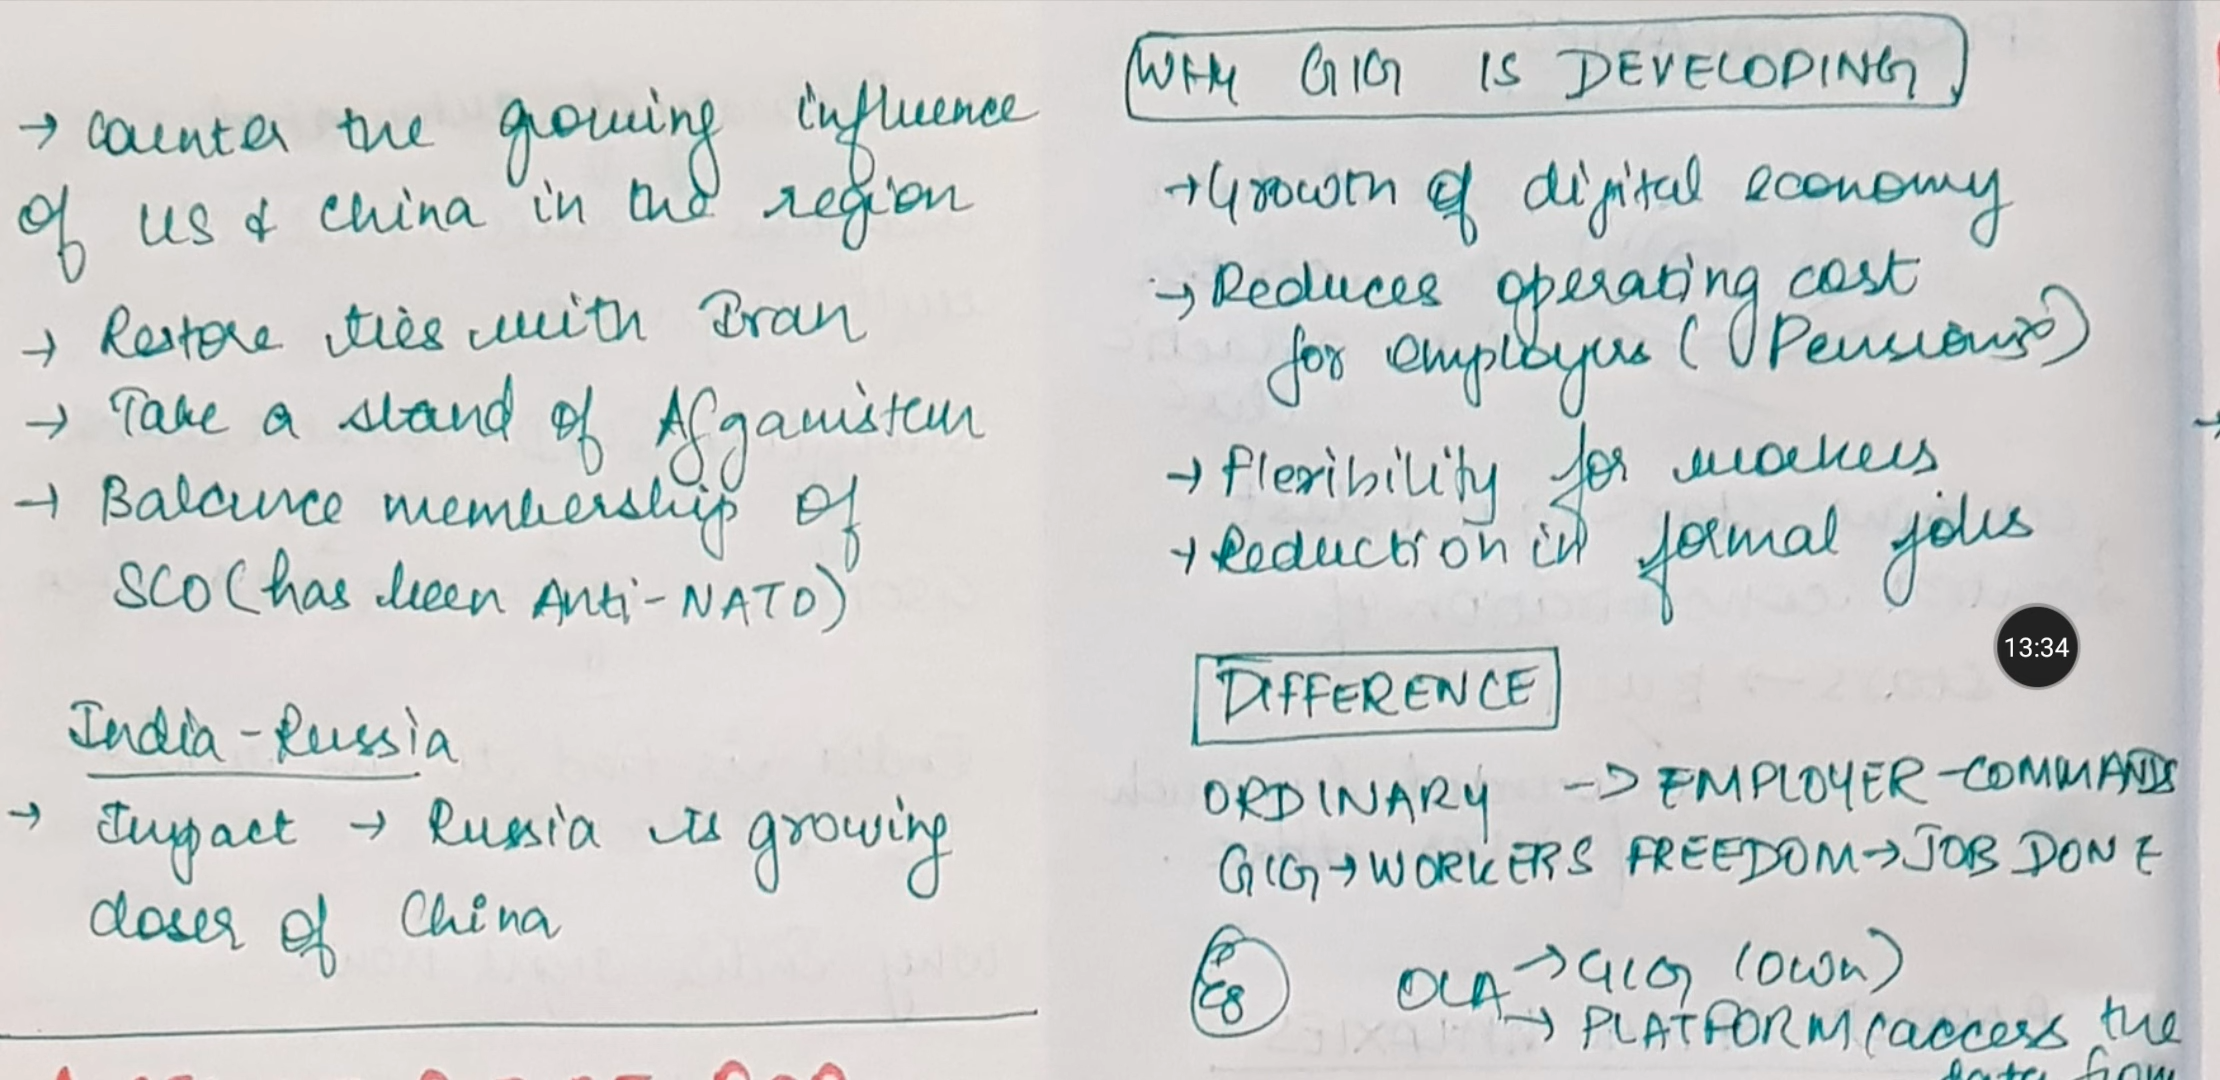 → counter the growing influence
of US & China in the region
→ Restore ties with Iran
→ Take a stand of Afganistan
→ Balance membership of
SCO (has been Anti-NATO)
India-Russia
→ Impact → Russia is growing
closer of China
WHY GIG IS DEVELOPING
→ Growth of digital economy
→ Reduces operating cost
for employers (Pensions)
→ Flexibility for workers
→ Reduction in formal jobs
13:34
DIFFERENCE
ORDINARY → EMPLOYER-COMMANDS
GIG → WORKERS FREEDOM → JOB DONE
Eg OLA → GIG (own)
→ PLATFORM (access the
data from